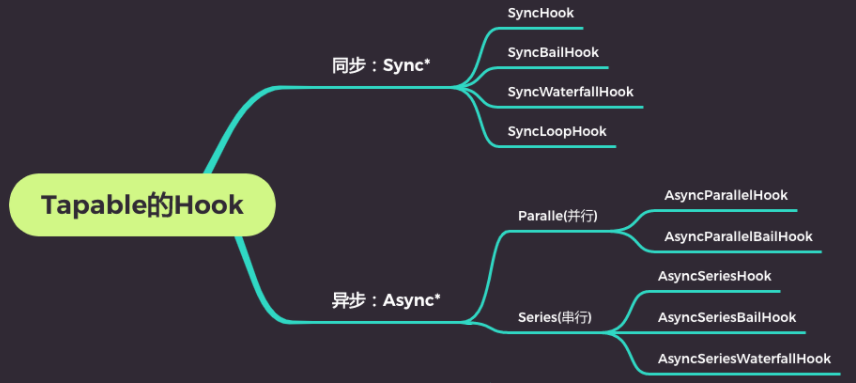 Tapable的Hook
同步：Sync*
SyncHook
SyncBailHook
SyncWaterfallHook
SyncLoopHook
异步：Async*
Paralle(并行)
AsyncParallelHook
AsyncParallelBailHook
Series(串行)
AsyncSeriesHook
AsyncSeriesBailHook
AsyncSeriesWaterfallHook